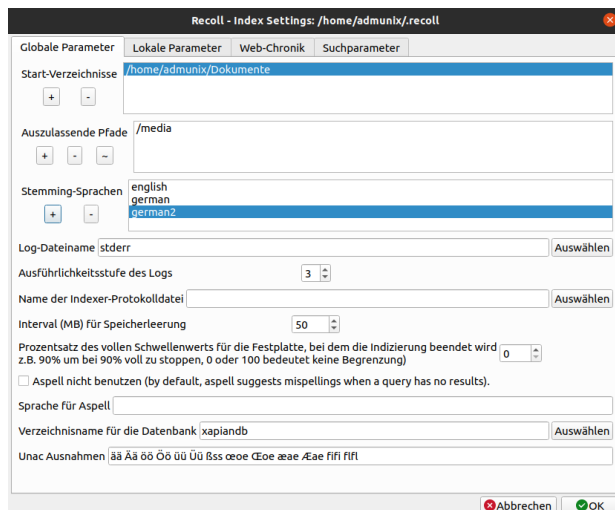 Recoll - Index Settings: /home/admunix/.recoll
Globale Parameter Lokale Parameter Web-Chronik Suchparameter
Start-Verzeichnisse /home/admunix/Dokumente
+ -
Auszulassende Pfade /media
+ - ~
Stemming-Sprachen english
german
+ - german2
Log-Dateiname stderr Auswählen
Ausführlichkeitsstufe des Logs 3
Name der Indexer-Protokolldatei Auswählen
Interval (MB) für Speicherleerung 50
Prozentsatz des vollen Schwellenwerts für die Festplatte, bei dem die Indizierung beendet wird 0
z.B. 90% um bei 90% voll zu stoppen, 0 oder 100 bedeutet keine Begrenzung)
Aspell nicht benutzen (by default, aspell suggests mispellings when a query has no results).
Sprache für Aspell
Verzeichnisname für die Datenbank xapiandb Auswählen
Unac Ausnahmen ää Ää öö Öö üü Üü ßss œoe Œoe æae Æae fifi flfl
Abbrechen OK